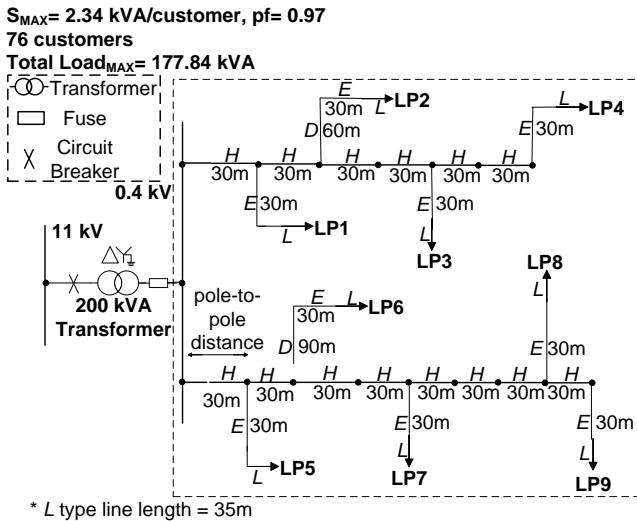 S_MAX= 2.34 kVA/customer, pf= 0.97
76 customers
Total Load_MAX= 177.84 kVA
Transformer
Fuse
Circuit
Breaker
0.4 kV
11 kV
ΔY
200 kVA
Transformer
pole-to-
pole
distance
E
30m
L
LP2
D 60m
L
LP4
E 30m
H H H H H H
30m 30m 30m 30m 30m 30m
E 30m
L
LP1
E 30m
L
LP3
LP8
L
E 30m
E
30m
L
LP6
D 90m
H H H H H H H H
30m 30m 30m 30m 30m 30m 30m 30m
E 30m
L
LP5
E 30m
L
LP7
E 30m
L
LP9
* L type line length = 35m